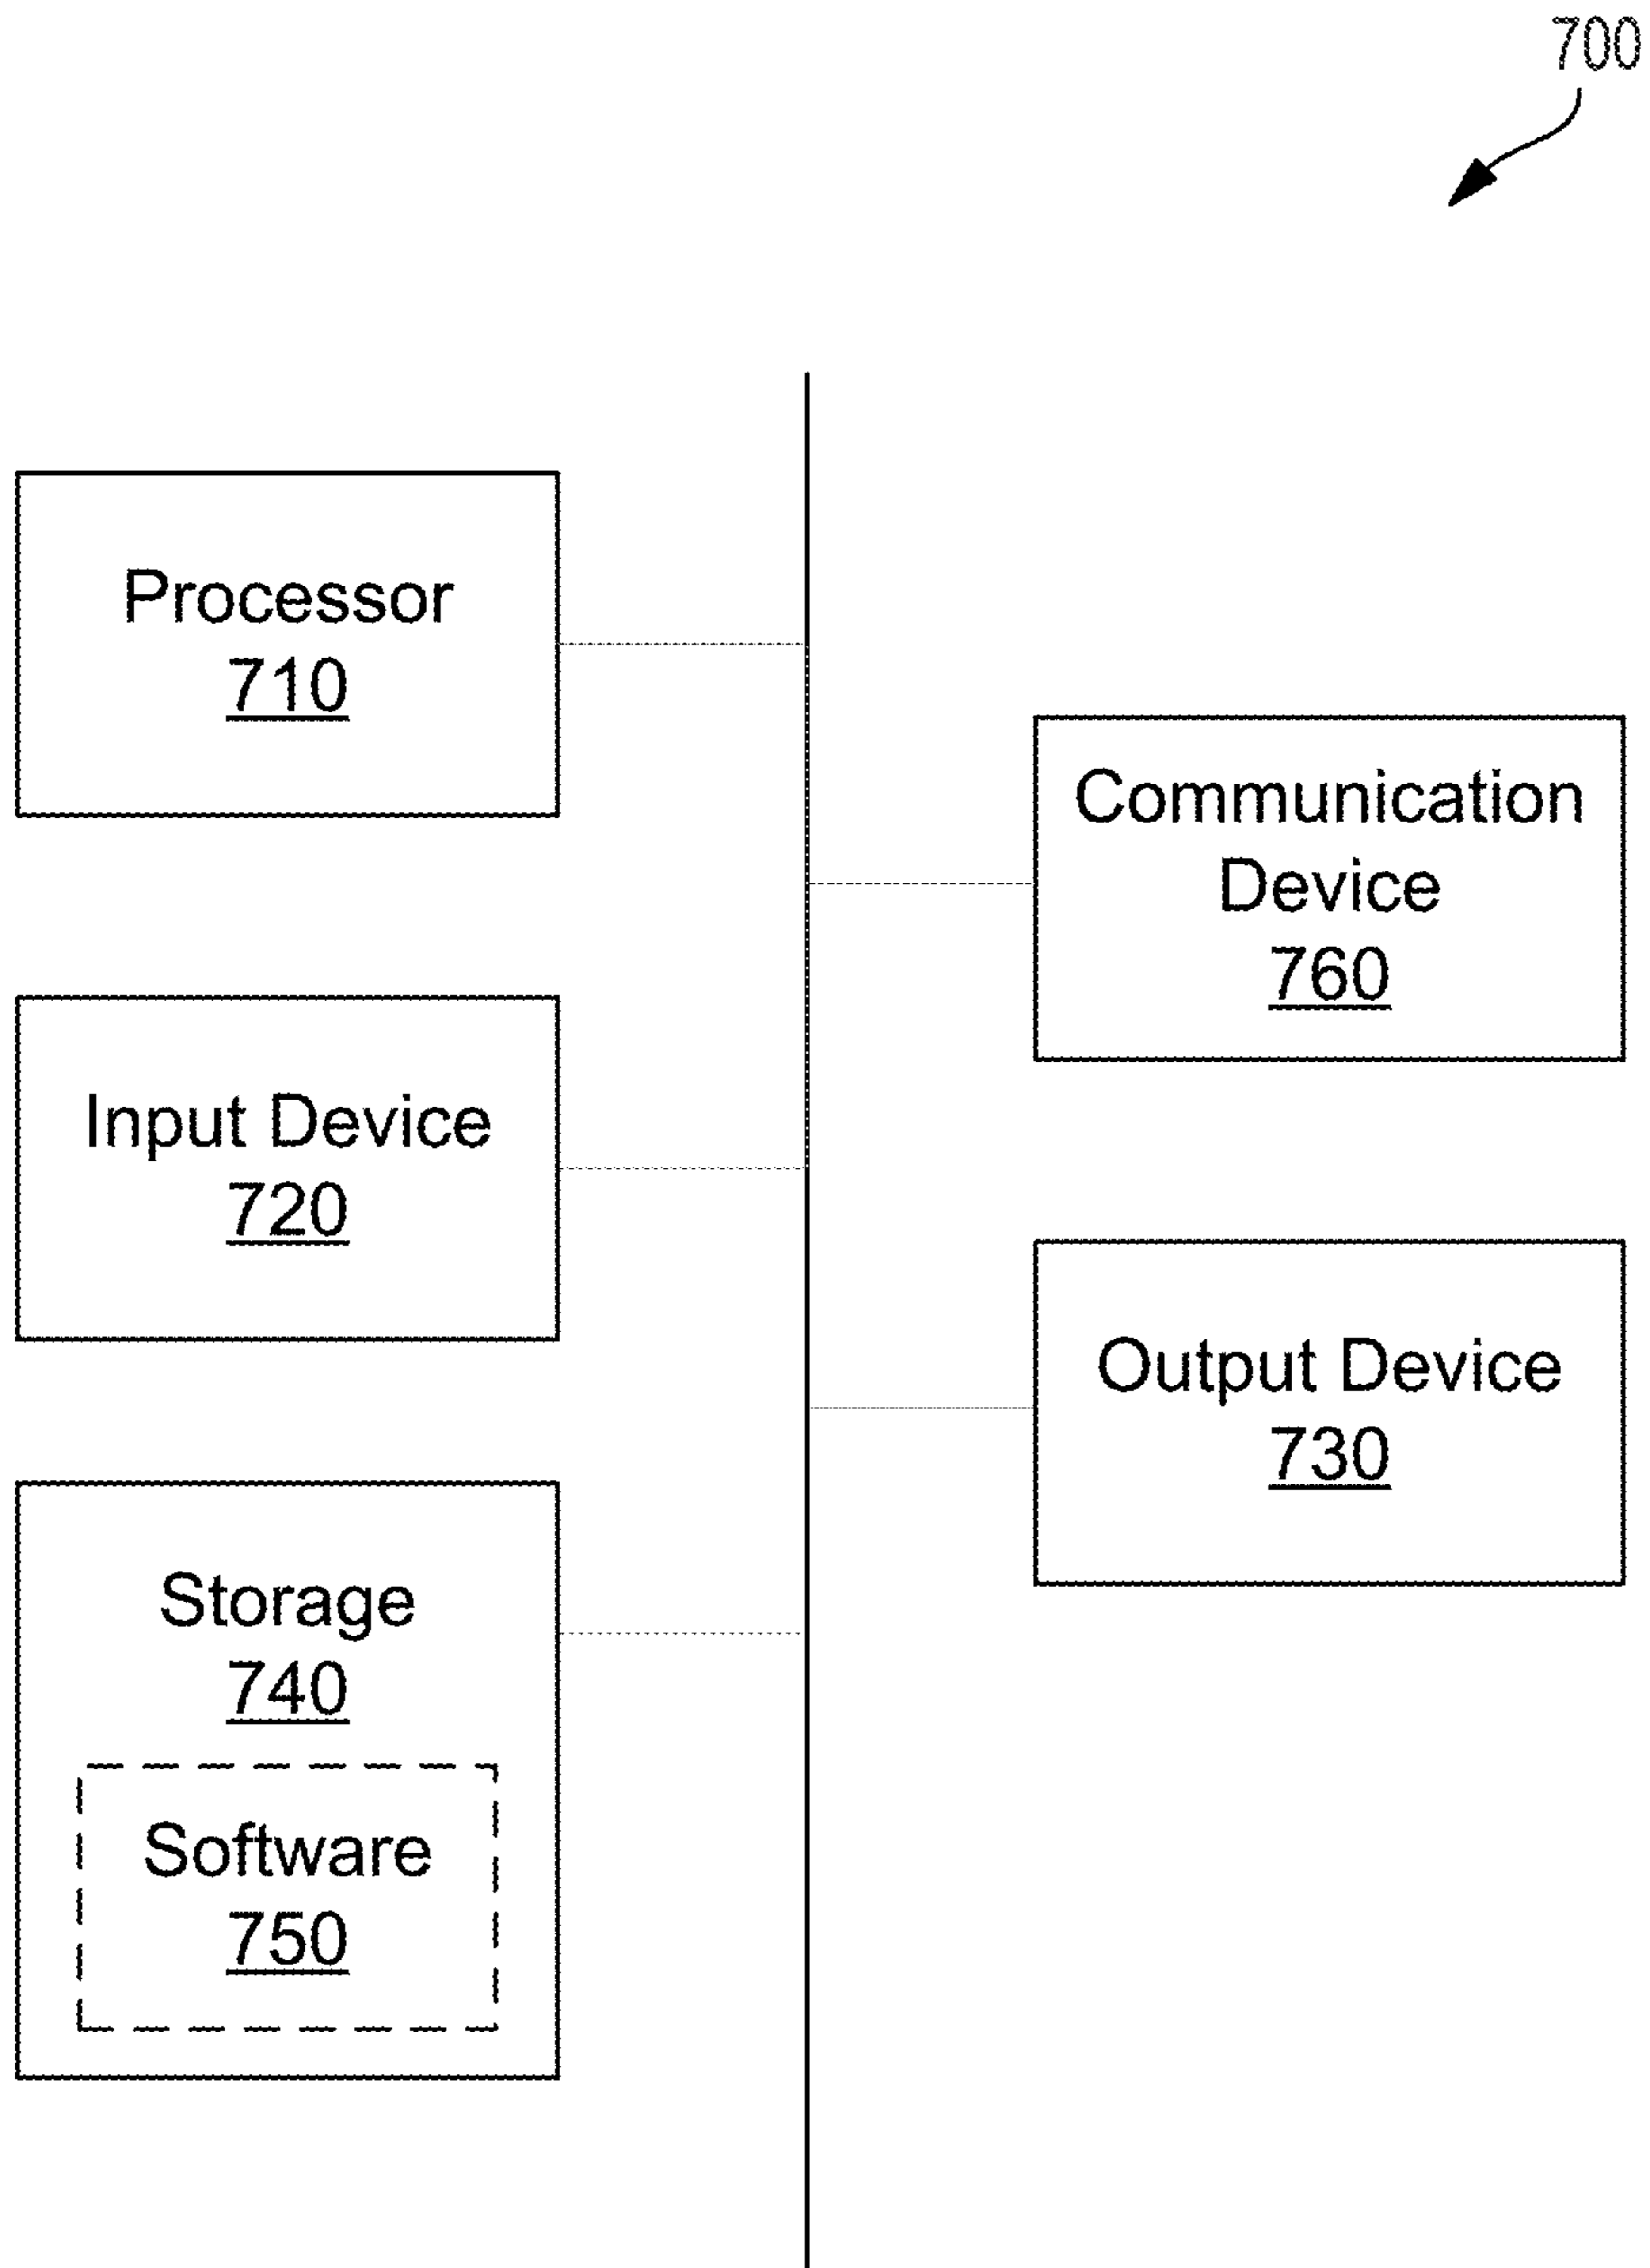 700
Processor
710
Communication
Device
760
Input Device
720
Output Device
730
Storage
740
Software
750